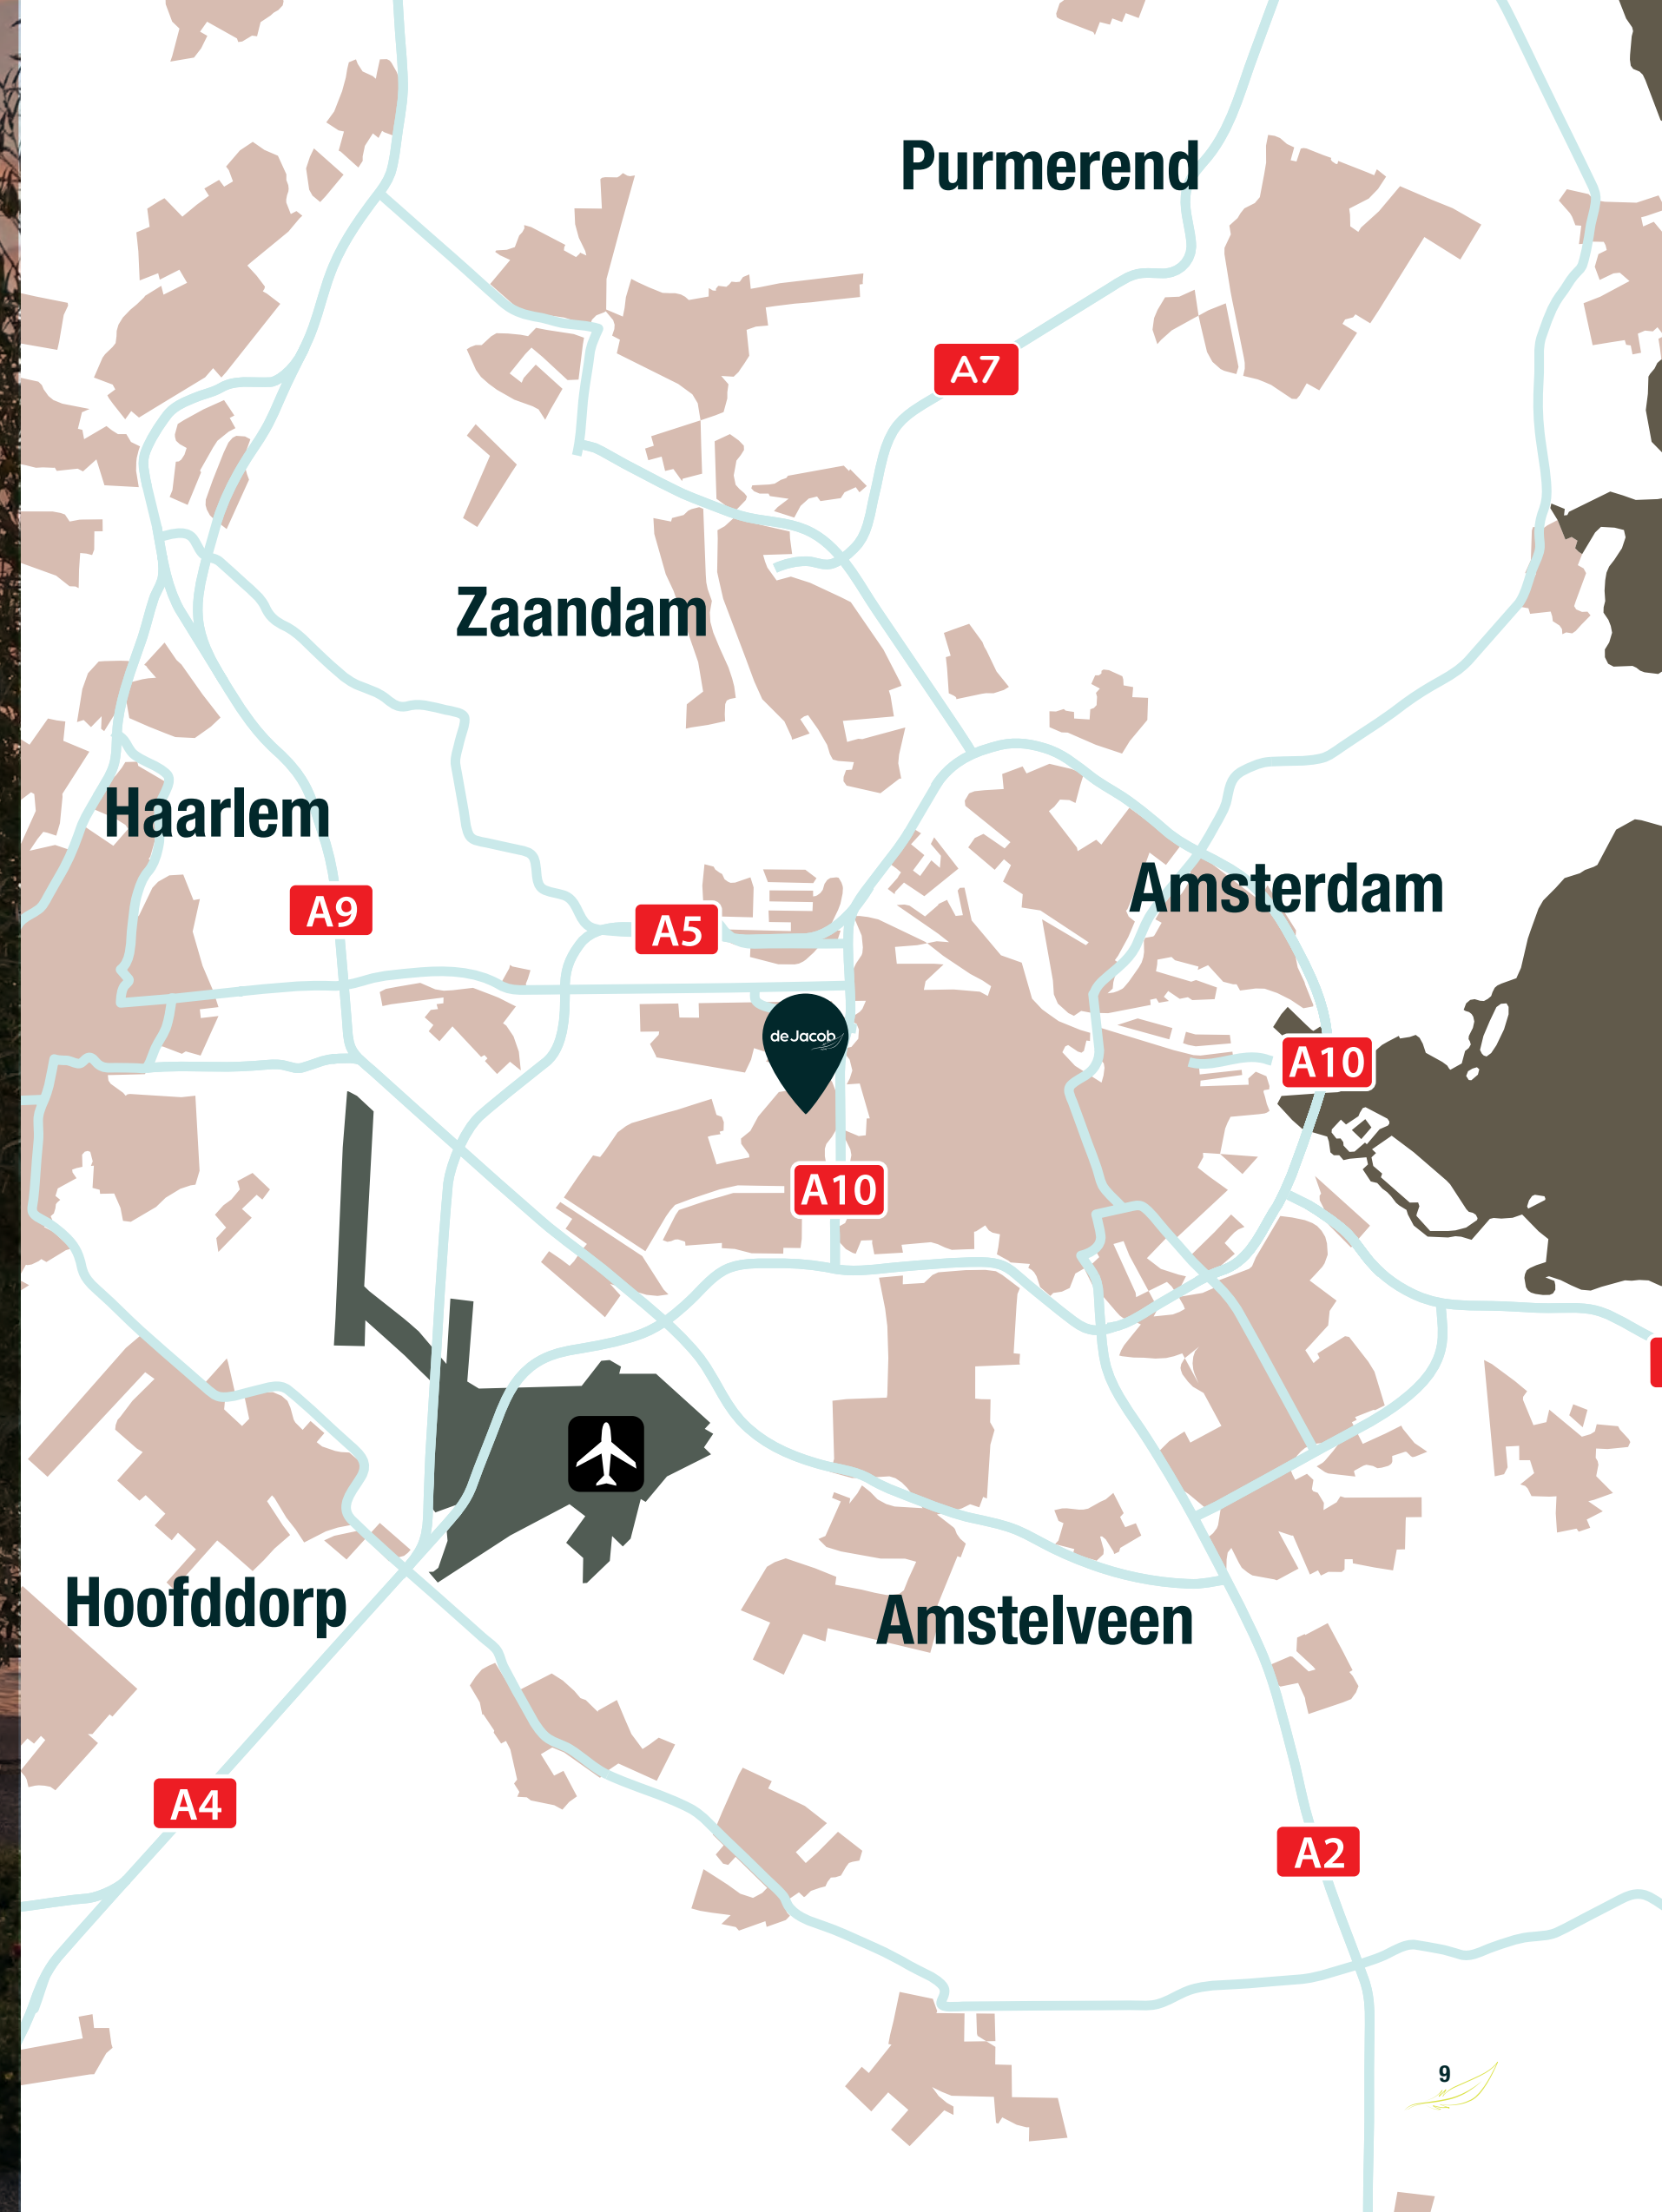 Purmerend
A7
Zaandam
Haarlem
Amsterdam
A9
A5
de Jacob
A10
A10
Hoofddorp
Amstelveen
A4
A2
9